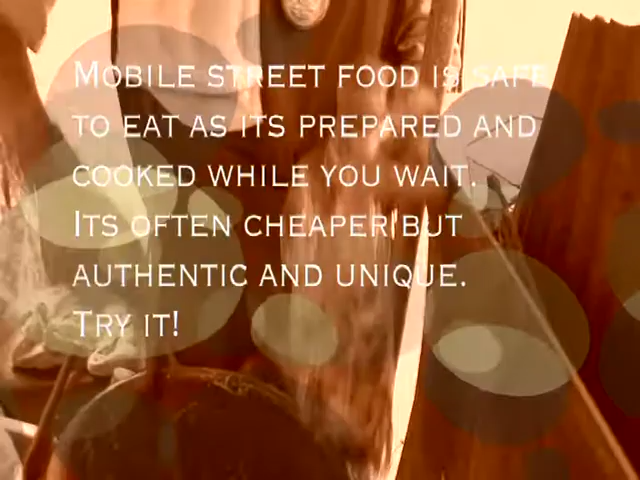 Mobile street food is safe
to eat as its prepared and
cooked while you wait.
Its often cheaper but
authentic and unique.
Try it!